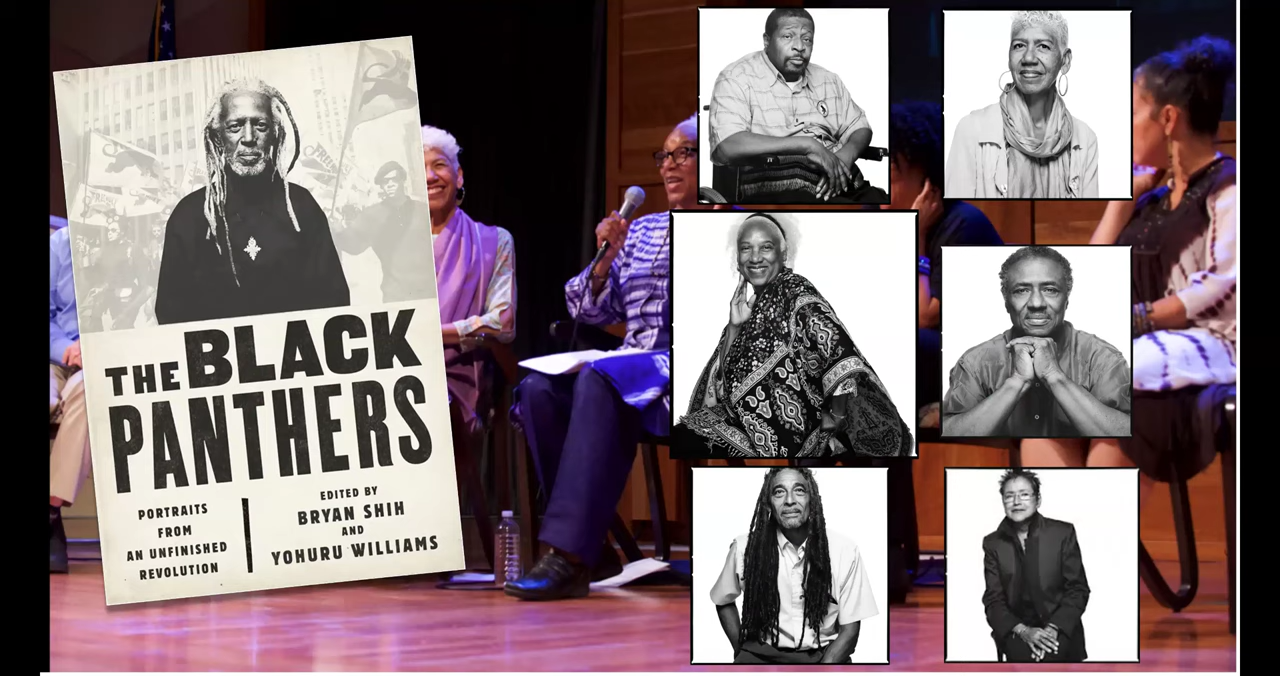 THE BLACK
PANTHERS
PORTRAITS
FROM
AN UNFINISHED
REVOLUTION
EDITED BY
BRYAN SHIH
AND
YOHURU WILLIAMS